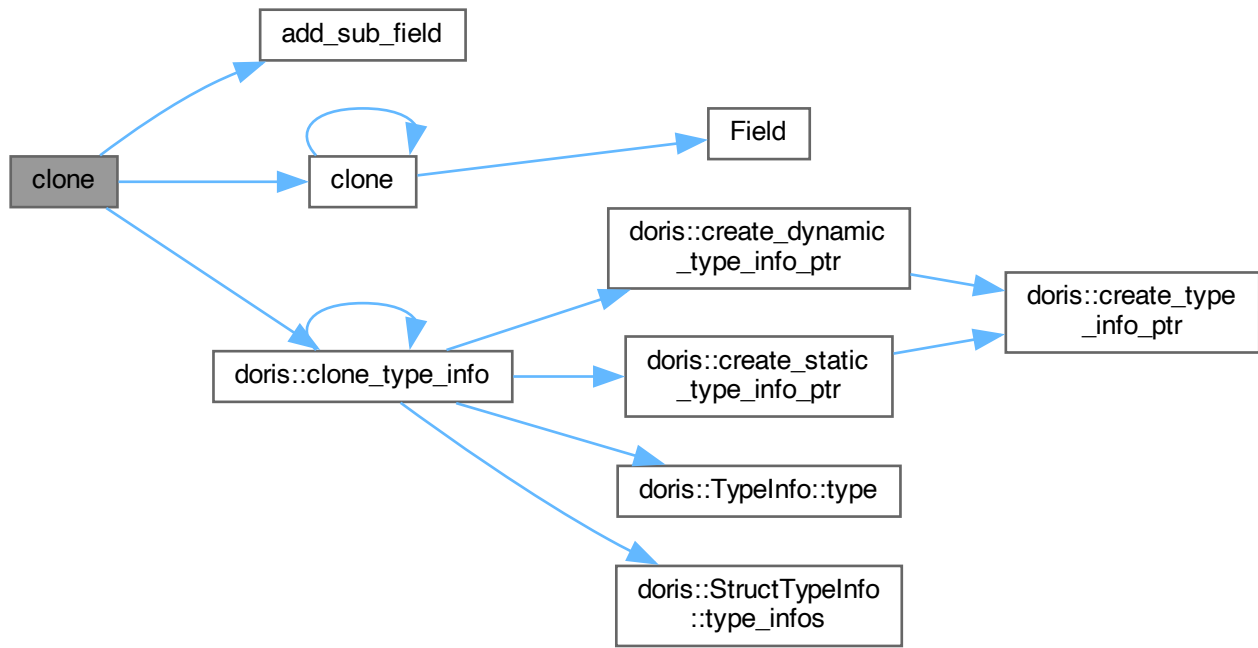 add_sub_field
clone
clone
Field
doris::clone_type_info
doris::create_dynamic
_type_info_ptr
doris::create_static
_type_info_ptr
doris::create_type
_info_ptr
doris::TypeInfo::type
doris::StructTypeInfo
::type_infos